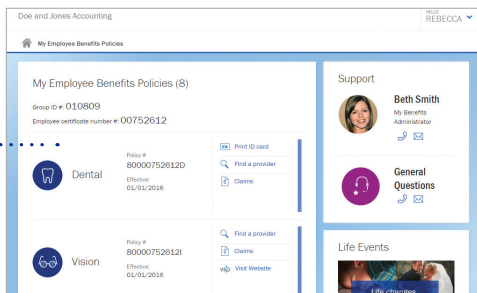 Doe and Jones Accounting
HELLO
REBECCA
My Employee Benefits Policies
My Employee Benefits Policies (8)
Group ID #: 010809
Employee certificate number #: 00752612
Dental
Policy #
80000752612D
Effective:
01/01/2016
Print ID card
Find a provider
Claims
Vision
Policy #
80000752612I
Effective:
01/01/2016
Find a provider
Claims
vsp Visit Website
Support
Beth Smith
My Benefits
Administrator
General
Questions
Life Events
Life changes